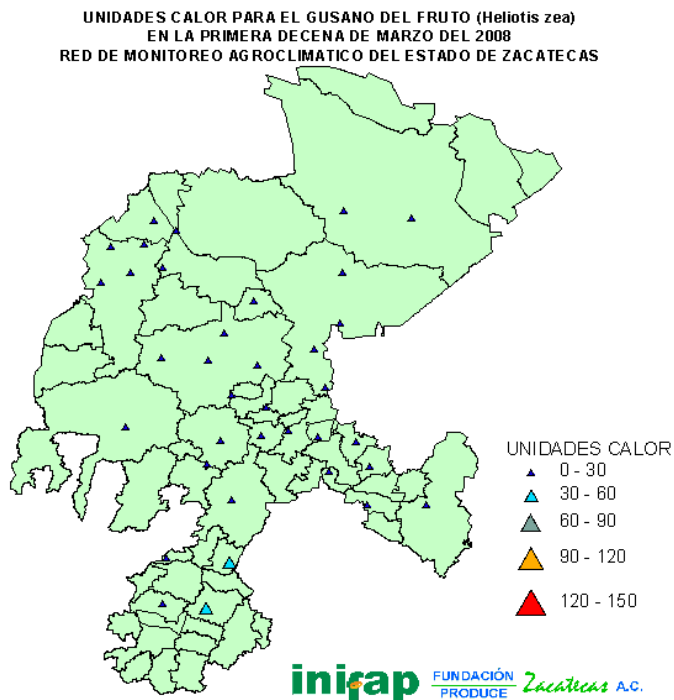 UNIDADES CALOR PARA EL GUSANO DEL FRUTO (Heliotis zea)
EN LA PRIMERA DECENA DE MARZO DEL 2008
RED DE MONITOREO AGROCLIMATICO DEL ESTADO DE ZACATECAS
UNIDADES CALOR
0 - 30
30 - 60
60 - 90
90 - 120
120 - 150
inifap
FUNDACIÓN
PRODUCE
Zacatecas A.C.